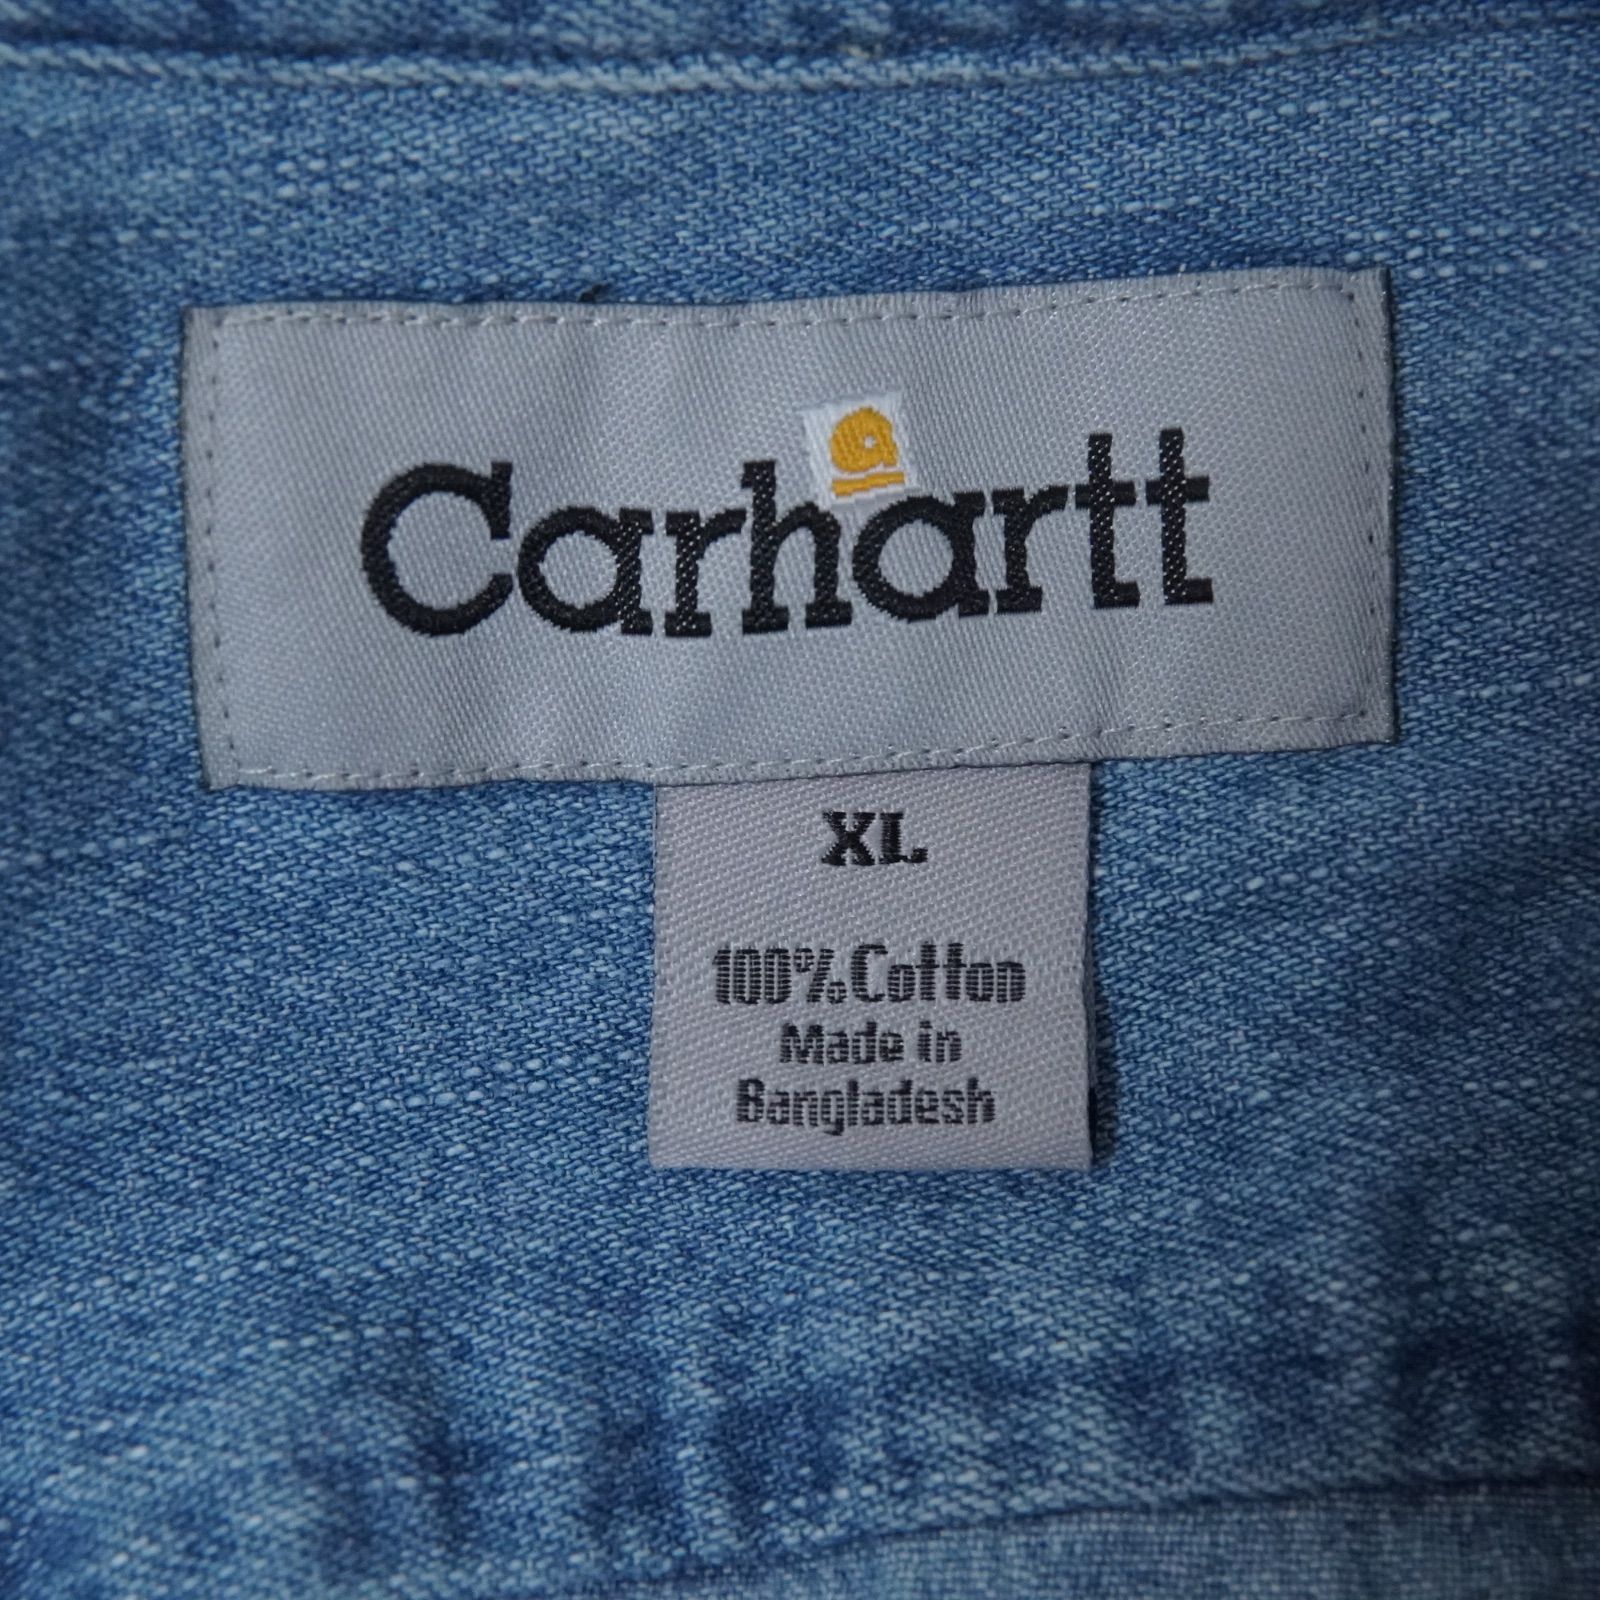 Carhartt
XL
100% Cotton
Made in
Bangladesh